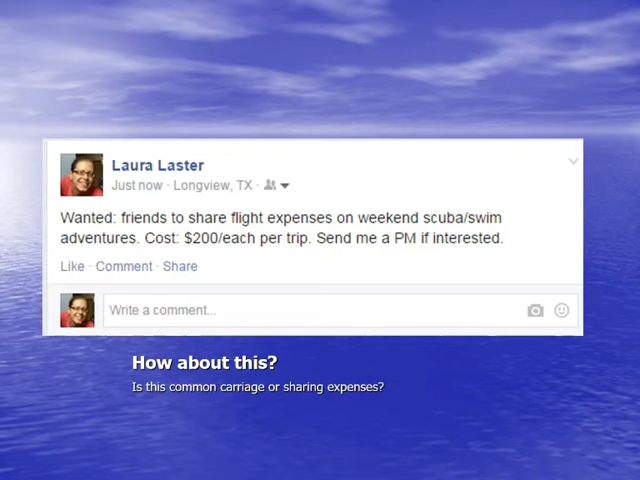 Laura Laster
Just now · Longview, TX ·
Wanted: friends to share flight expenses on weekend scuba/swim
adventures. Cost: $200/each per trip. Send me a PM if interested.
Like · Comment · Share
Write a comment...
How about this?
Is this common carriage or sharing expenses?